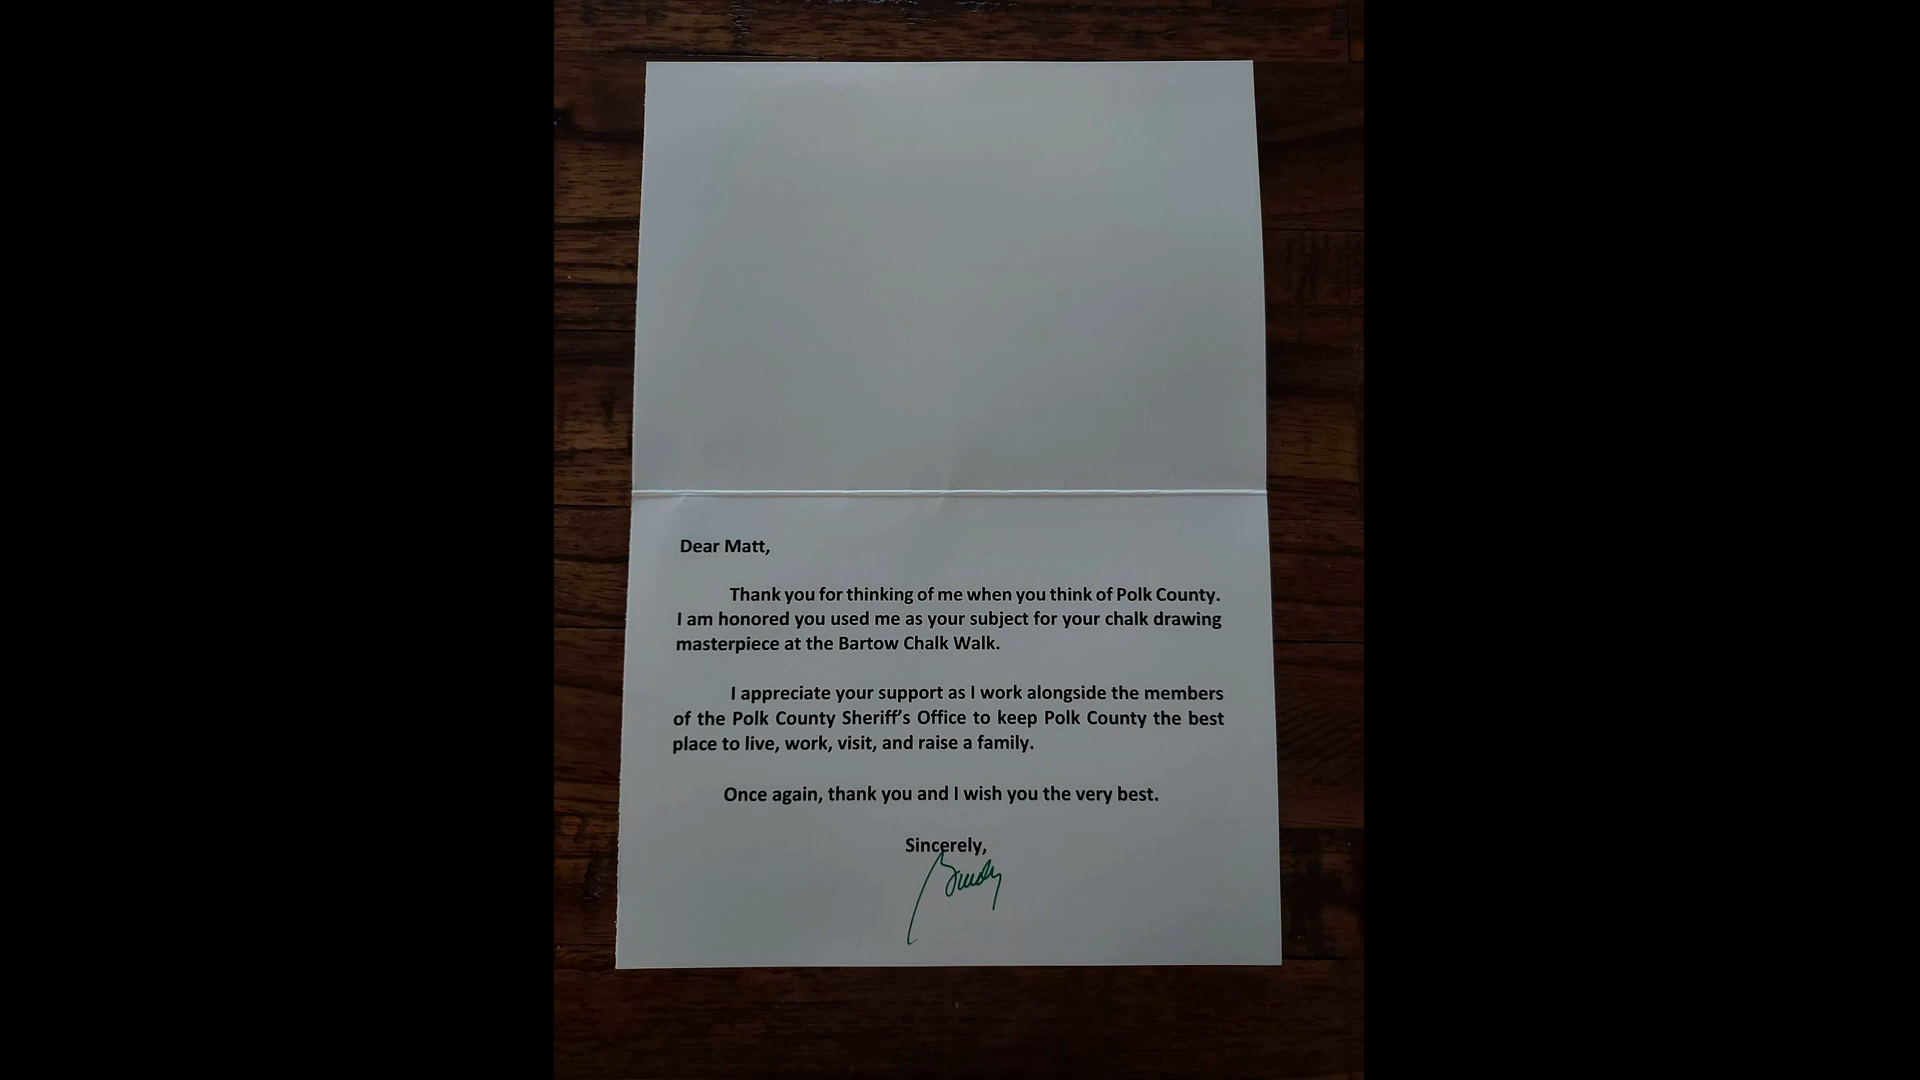 Dear Matt,
Thank you for thinking of me when you think of Polk County.
I am honored you used me as your subject for your chalk drawing
masterpiece at the Bartow Chalk Walk.
I appreciate your support as I work alongside the members
of the Polk County Sheriff's Office to keep Polk County the best
place to live, work, visit, and raise a family.
Once again, thank you and I wish you the very best.
Sincerely,